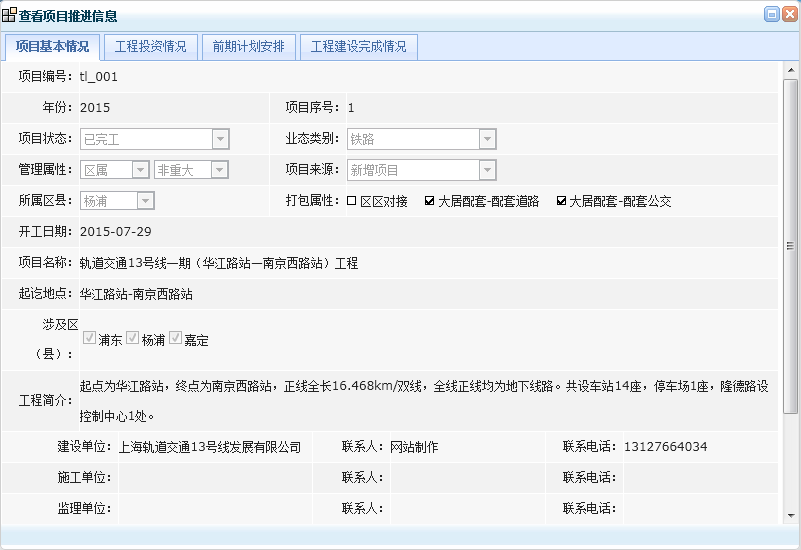 查看项目推进信息
项目基本情况 工程投资情况 前期计划安排 工程建设完成情况
项目编号: tl_001
年份: 2015 项目序号: 1
项目状态: 已完工 业态类别: 铁路
管理属性: 区属 非重大 项目来源: 新增项目
所属区县: 杨浦 打包属性: 区区对接 大居配套-配套道路 大居配套-配套公交
开工日期: 2015-07-29
项目名称: 轨道交通13号线一期（华江路站—南京西路站）工程
起讫地点: 华江路站-南京西路站
涉及区
（县）: 浦东 杨浦 嘉定
工程简介: 起点为华江路站，终点为南京西路站，正线全长16.468km/双线，全线正线均为地下线路。共设车站14座，停车场1座，隆德路设
控制中心1处。
建设单位: 上海轨道交通13号线发展有限公司 联系人: 网站制作 联系电话: 13127664034
施工单位: 联系人: 联系电话:
监理单位: 联系人: 联系电话: